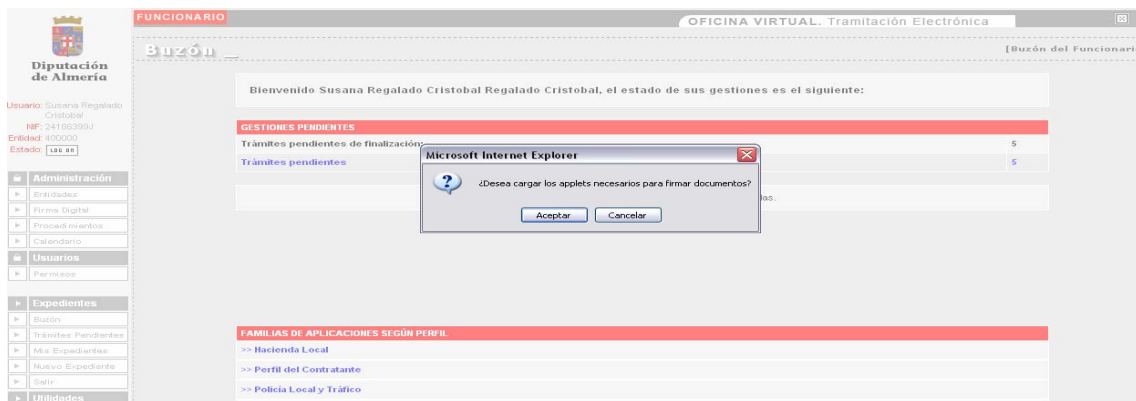 FUNCIONARIO
OFICINA VIRTUAL. Tramitación Electrónica
Buzón _
[Buzón del Funcionari
Diputación
de Almería
Usuario: Susana Regalado
Cristobal
NIF: 24186399J
Entidad: 400000
Estado: LOG ON
Administración
Entidades
Firma Digital
Procedimientos
Calendario
Usuarios
Permisos
Expedientes
Buzón
Trámites Pendientes
Mis Expedientes
Nuevo Expediente
Salir
Utilidades
Bienvenido Susana Regalado Cristobal Regalado Cristobal, el estado de sus gestiones es el siguiente:
GESTIONES PENDIENTES
Trámites pendientes de finalización: 5
Trámites pendientes 5
Microsoft Internet Explorer
¿Desea cargar los applets necesarios para firmar documentos?
Aceptar Cancelar
FAMILIAS DE APLICACIONES SEGÚN PERFIL
>> Hacienda Local
>> Perfil del Contratante
>> Policía Local y Tráfico